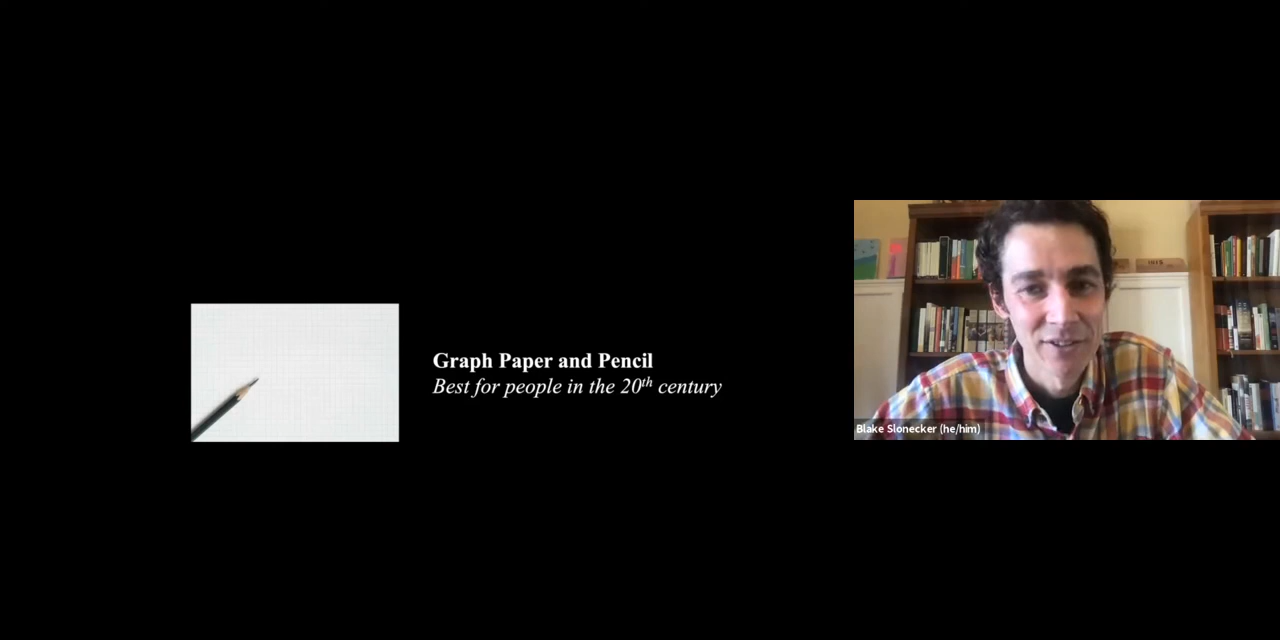 Graph Paper and Pencil
Best for people in the 20th century
Blake Slonecker (he/him)